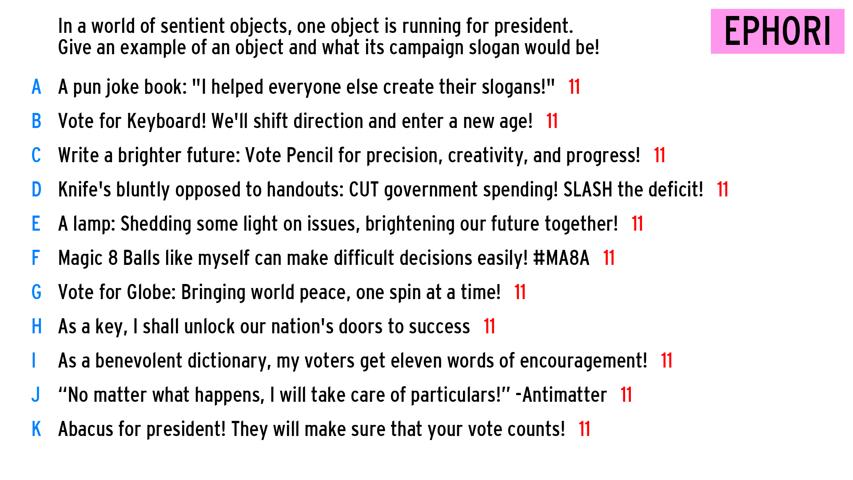 In a world of sentient objects, one object is running for president.
Give an example of an object and what its campaign slogan would be!
EPHORI
A A pun joke book: "I helped everyone else create their slogans!" 11
B Vote for Keyboard! We'll shift direction and enter a new age! 11
C Write a brighter future: Vote Pencil for precision, creativity, and progress! 11
D Knife's bluntly opposed to handouts: CUT government spending! SLASH the deficit! 11
E A lamp: Shedding some light on issues, brightening our future together! 11
F Magic 8 Balls like myself can make difficult decisions easily! #MA8A 11
G Vote for Globe: Bringing world peace, one spin at a time! 11
H As a key, I shall unlock our nation's doors to success 11
I As a benevolent dictionary, my voters get eleven words of encouragement! 11
J “No matter what happens, I will take care of particulars!” -Antimatter 11
K Abacus for president! They will make sure that your vote counts! 11